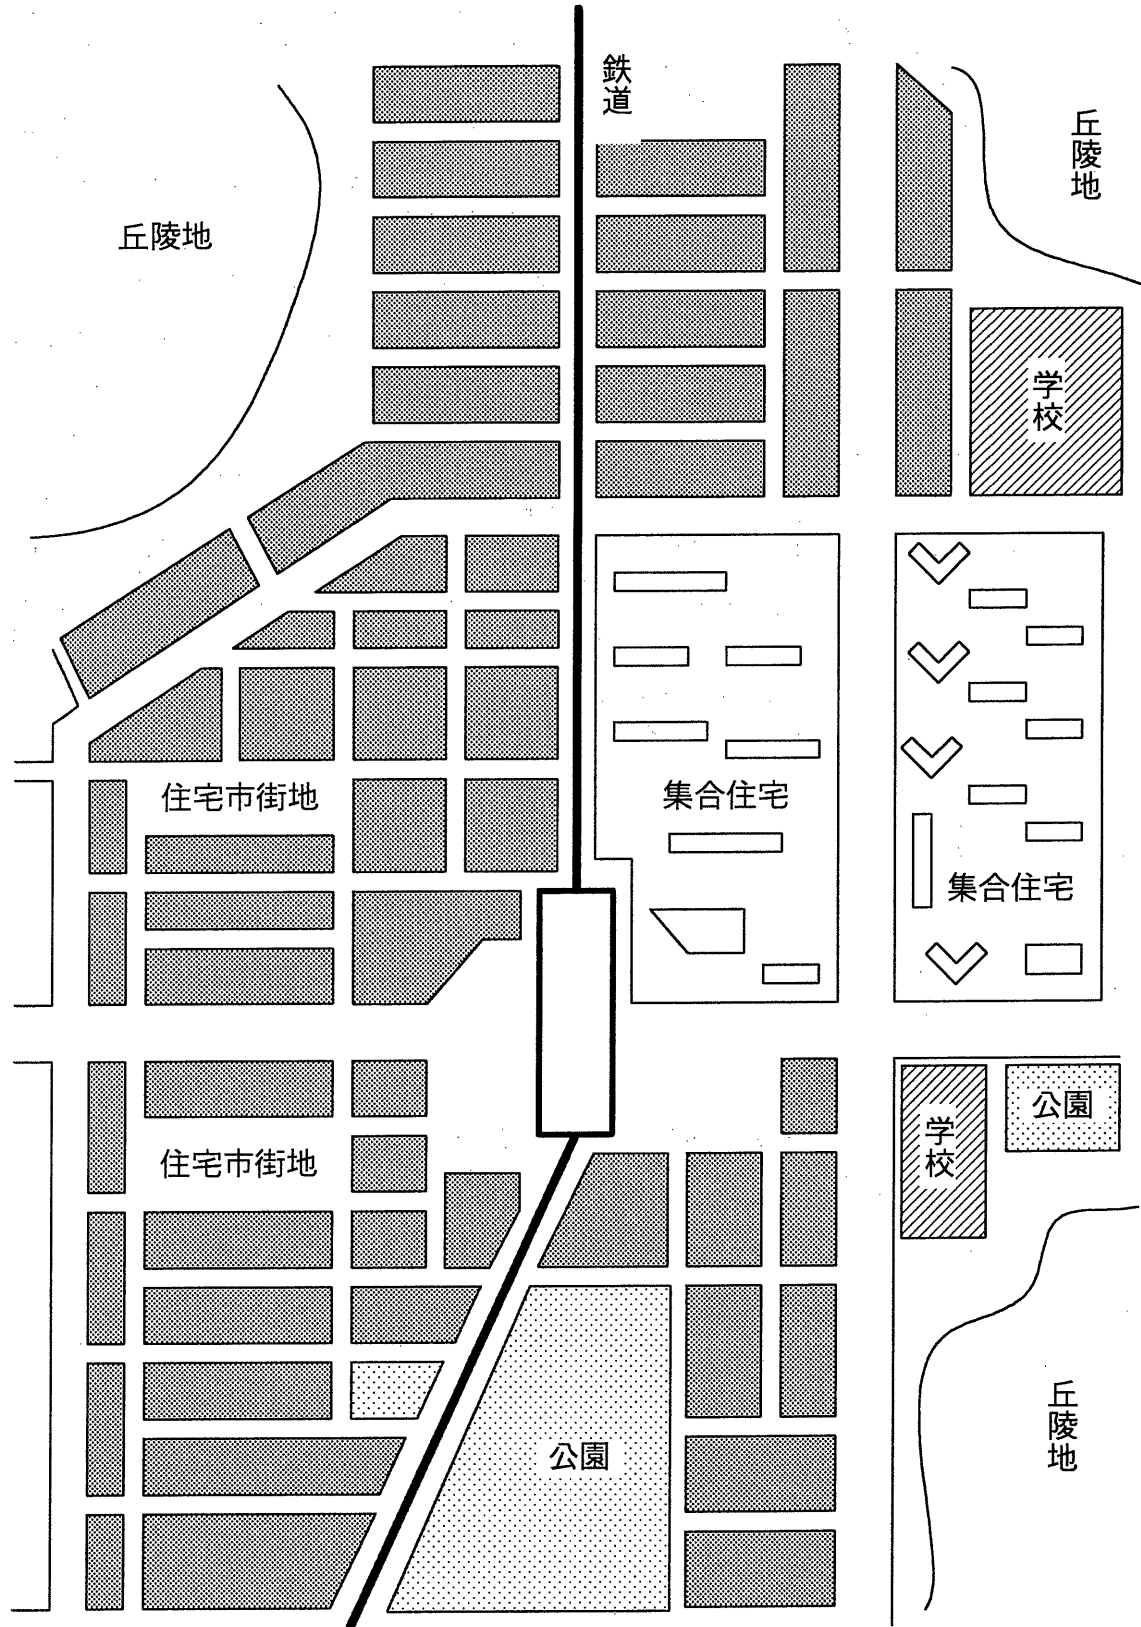 鉄道
丘陵地
丘陵地
学校
住宅市街地
集合住宅
集合住宅
公園
学校
住宅市街地
丘陵地
公園